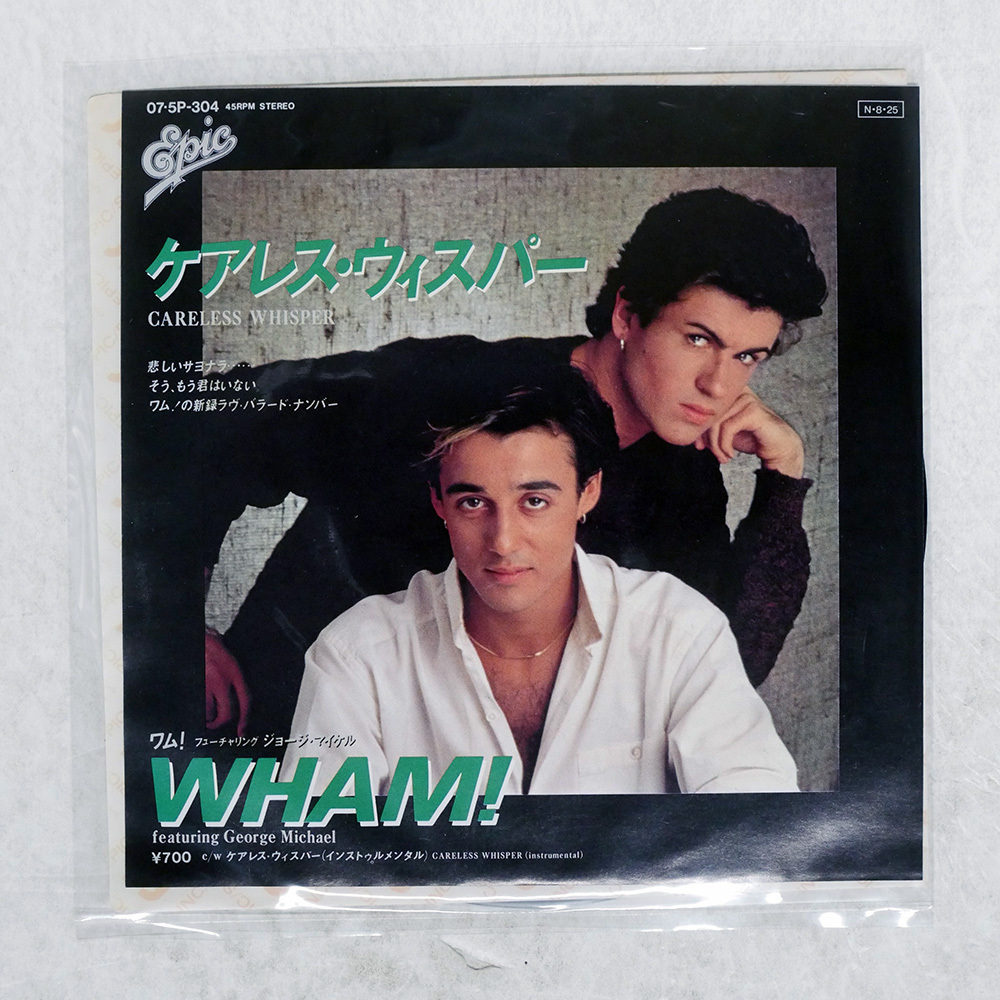 07・5P-304 45RPM STEREO
N・8・25
Epic
ケアレス・ウィスパー
CARELESS WHISPER
悲しいサヨナラ‥‥‥
そう、もう君はいない
ワム!の新録ラヴ・バラード・ナンバー
ワム! フューチャリング ジョージ・マイケル
WHAM!
featuring George Michael
¥700 c/w ケアレス・ウィスパー(インストゥルメンタル) CARELESS WHISPER (instrumental)